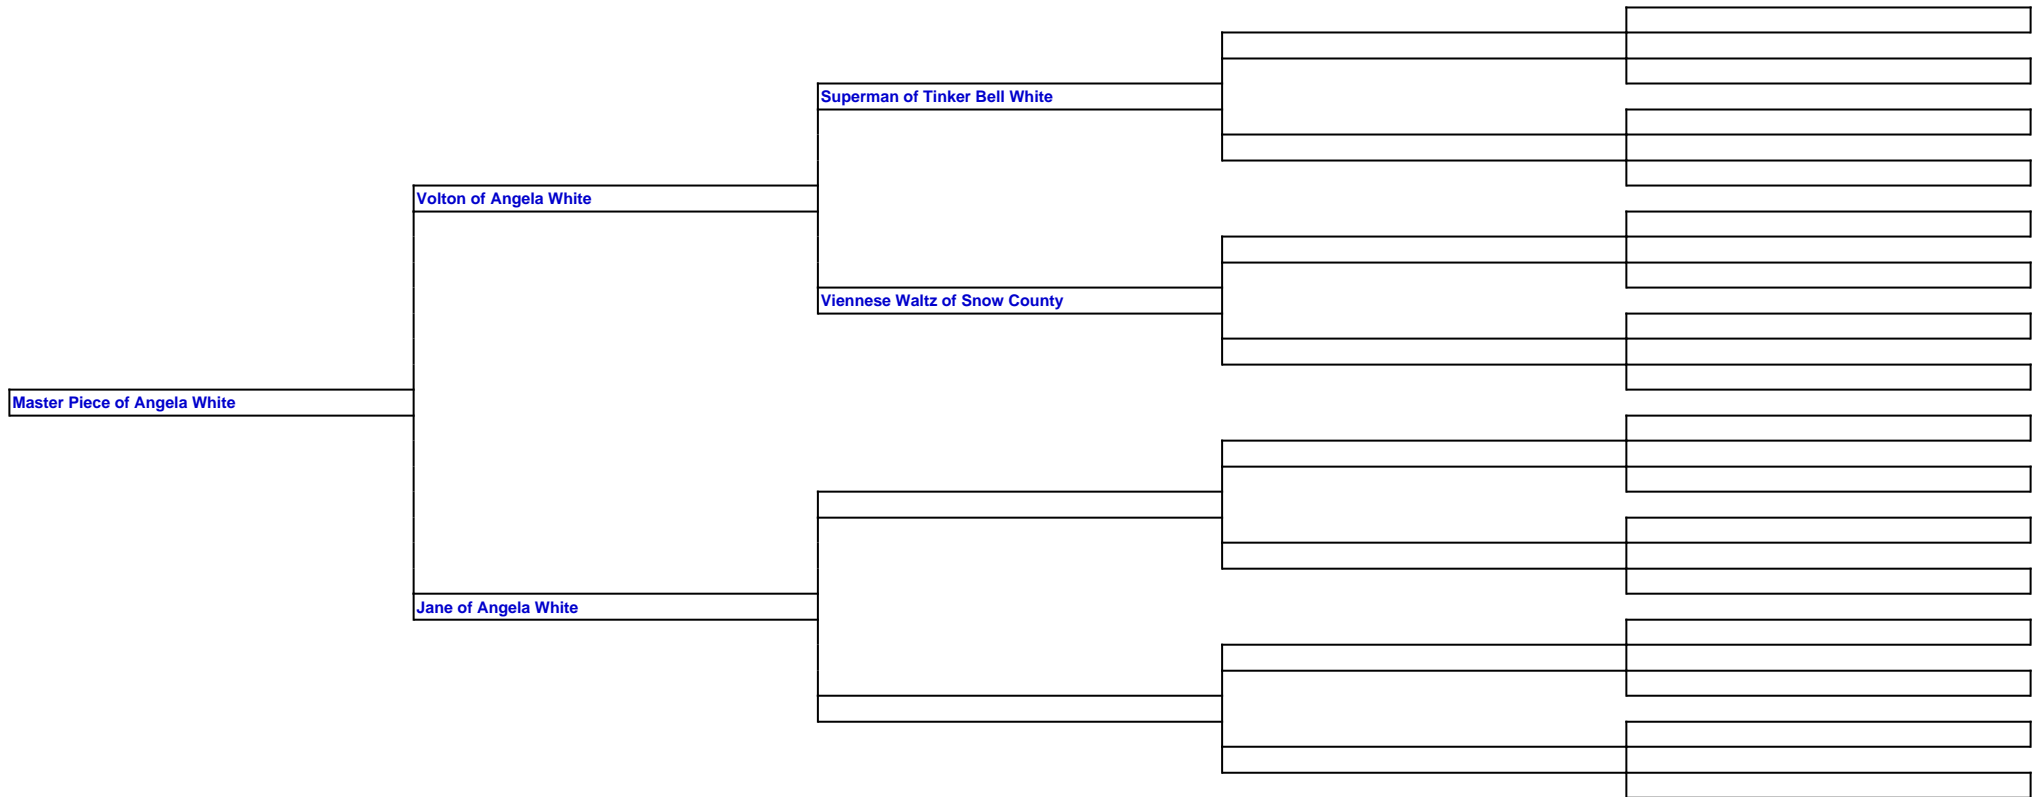 Superman of Tinker Bell White
Volton of Angela White
Viennese Waltz of Snow County
Master Piece of Angela White
Jane of Angela White